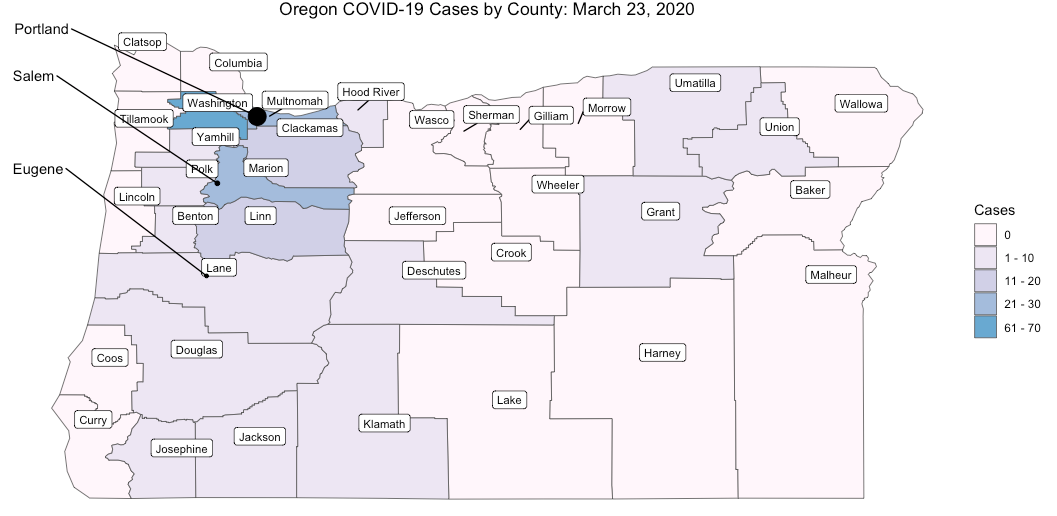 Oregon COVID-19 Cases by County: March 23, 2020
Portland
Clatsop
Columbia
Salem
Umatilla
Hood River
Washington
Multnomah
Wallowa
Morrow
Sherman
Gilliam
Tillamook
Wasco
Clackamas
Union
Yamhill
Polk
Marion
Eugene
Wheeler
Baker
Lincoln
Benton
Linn
Jefferson
Grant
Cases
0
Crook
1 - 10
Lane
Deschutes
Malheur
11 - 20
21 - 30
61 - 70
Douglas
Harney
Coos
Lake
Curry
Klamath
Jackson
Josephine